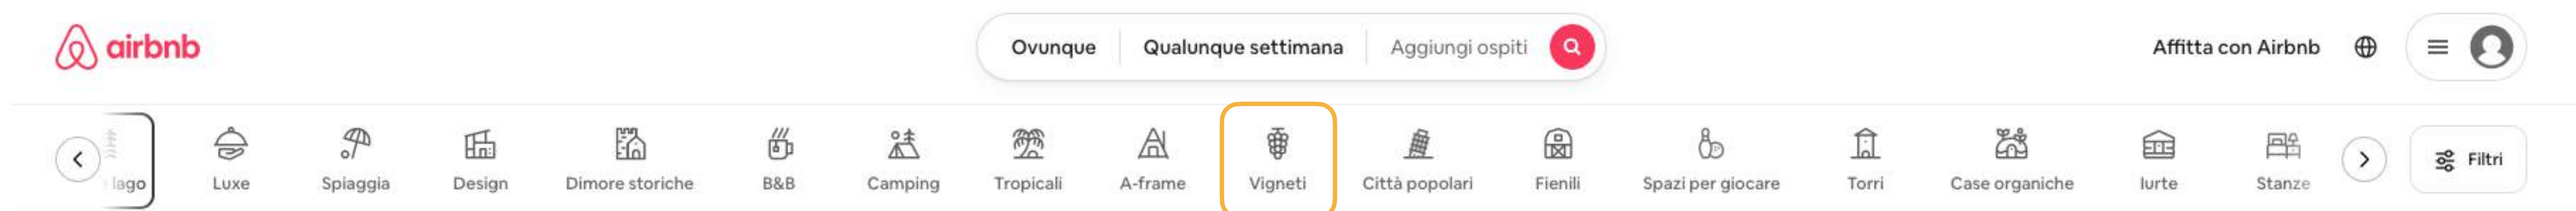 airbnb
Ovunque Qualunque settimana Aggiungi ospiti
Affitta con Airbnb
lago Luxe Spiaggia Design Dimore storiche B&B Camping Tropicali A-frame Vigneti Città popolari Fienili Spazi per giocare Torri Case organiche Iurte Stanze Filtri